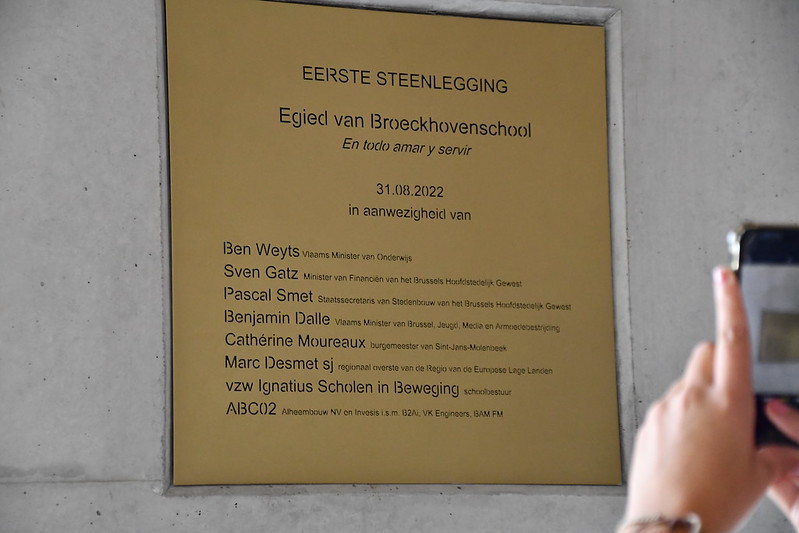 EERSTE STEENLEGGING
Egied van Broeckhovenschool
En todo amar y servir
31.08.2022
in aanwezigheid van
Ben Weyts Vlaams Minister van Onderwijs
Sven Gatz Minister van Financiën van het Brussels Hoofdstedelijk Gewest
Pascal Smet Staatssecretaris van Stedenbouw van het Brussels Hoofdstedelijk Gewest
Benjamin Dalle Vlaams Minister van Brussel, Jeugd, Media en Armoedebestrijding
Cathérine Moureaux burgemeester van Sint-Jans-Molenbeek
Marc Desmet sj regionaal overste van de Regio van de Europese Lage Landen
vzw Ignatius Scholen in Beweging schoolbestuur
ABC02 Alheembouw NV en Invesis i.s.m. B2Ai, VK Engineers, BAM FM